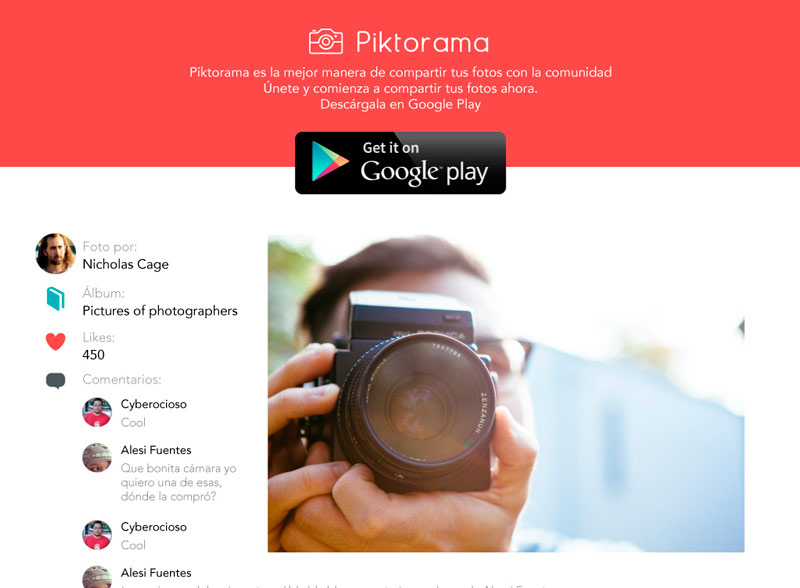 Piktorama
Piktorama es la mejor manera de compartir tus fotos con la comunidad
Únete y comienza a compartir tus fotos ahora.
Descárgala en Google Play
Get it on
Google play
Foto por:
Nicholas Cage
Álbum:
Pictures of photographers
Likes:
450
Comentarios:
Cyberocioso
Cool
Alesi Fuentes
Que bonita cámara yo
quiero una de esas,
dónde la compró?
Cyberocioso
Cool
Alesi Fuentes
7947786
ZENZANON